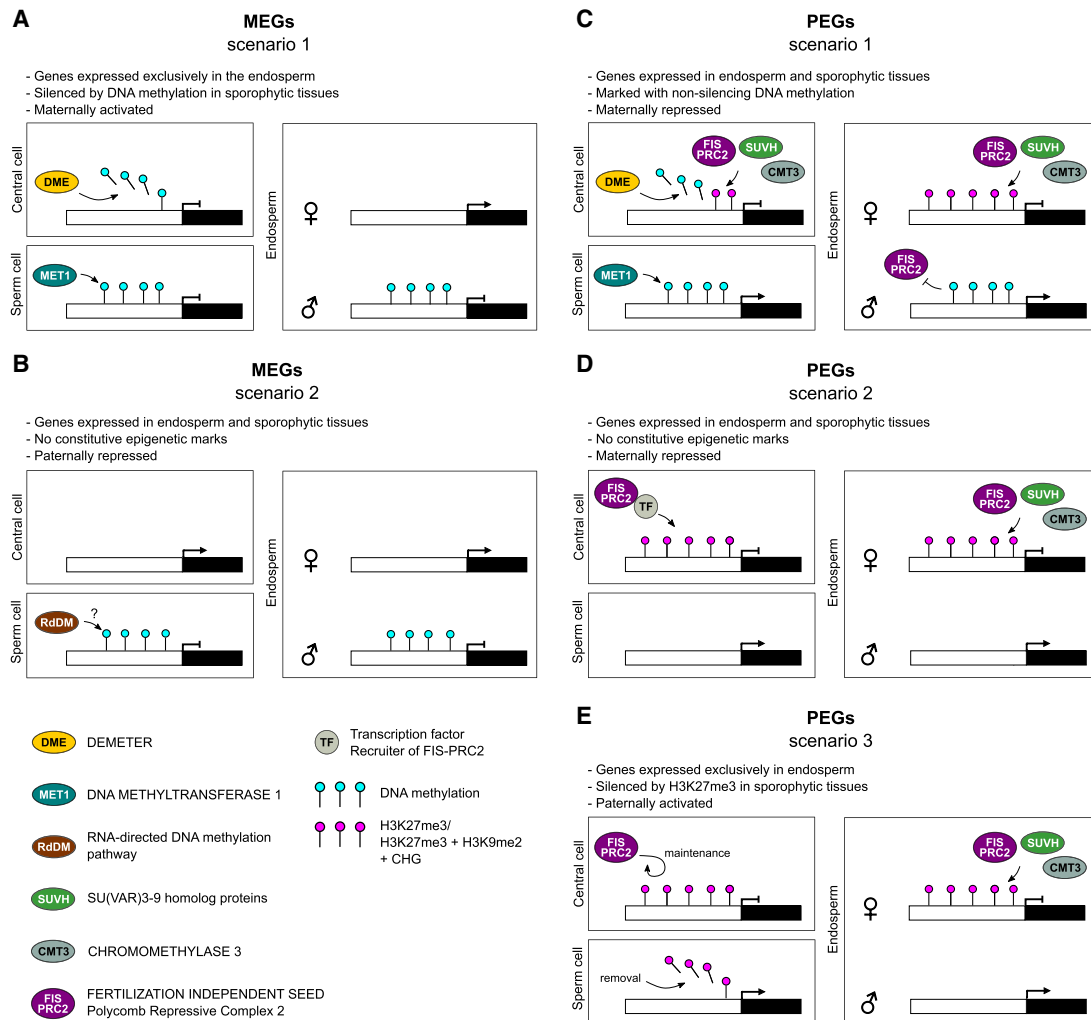 A
MEGs
scenario 1
- Genes expressed exclusively in the endosperm
- Silenced by DNA methylation in sporophytic tissues
- Maternally activated
Central cell
DME
Sperm cell
MET1
Endosperm
♀
♂
B
MEGs
scenario 2
- Genes expressed in endosperm and sporophytic tissues
- No constitutive epigenetic marks
- Paternally repressed
Central cell
Sperm cell
RdDM
?
Endosperm
♀
♂
DME
DEMETER
MET1
DNA METHYLTRANSFERASE 1
RdDM
RNA-directed DNA methylation
pathway
SUVH
SU(VAR)3-9 homolog proteins
CMT3
CHROMOMETHYLASE 3
FIS
PRC2
FERTILIZATION INDEPENDENT SEED
Polycomb Repressive Complex 2
TF
Transcription factor
Recruiter of FIS-PRC2
DNA methylation
H3K27me3/
H3K27me3 + H3K9me2
+ CHG
C
PEGs
scenario 1
- Genes expressed in endosperm and sporophytic tissues
- Marked with non-silencing DNA methylation
- Maternally repressed
Central cell
DME
FIS
PRC2
SUVH
CMT3
Sperm cell
MET1
Endosperm
♀
FIS
PRC2
SUVH
CMT3
♂
FIS
PRC2
D
PEGs
scenario 2
- Genes expressed in endosperm and sporophytic tissues
- No constitutive epigenetic marks
- Maternally repressed
Central cell
FIS
PRC2
TF
Sperm cell
Endosperm
♀
FIS
PRC2
SUVH
CMT3
♂
E
PEGs
scenario 3
- Genes expressed exclusively in endosperm
- Silenced by H3K27me3 in sporophytic tissues
- Paternally activated
Central cell
FIS
PRC2
maintenance
Sperm cell
removal
Endosperm
♀
FIS
PRC2
SUVH
CMT3
♂